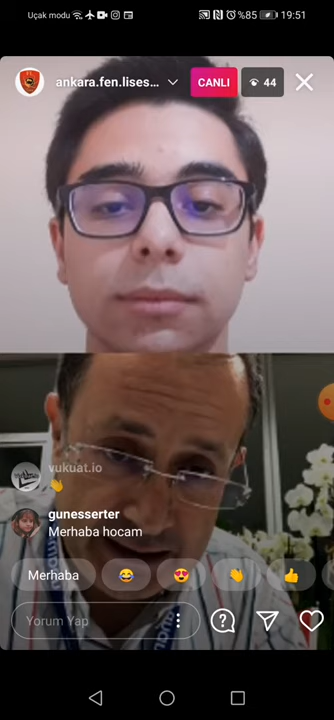 Uçak modu
%85
19:51
ankara.fen.lises...
CANLI
44
vukuat.io
👋
gunesserter
Merhaba hocam
Merhaba
😂
😍
👋
👍
Yorum Yap